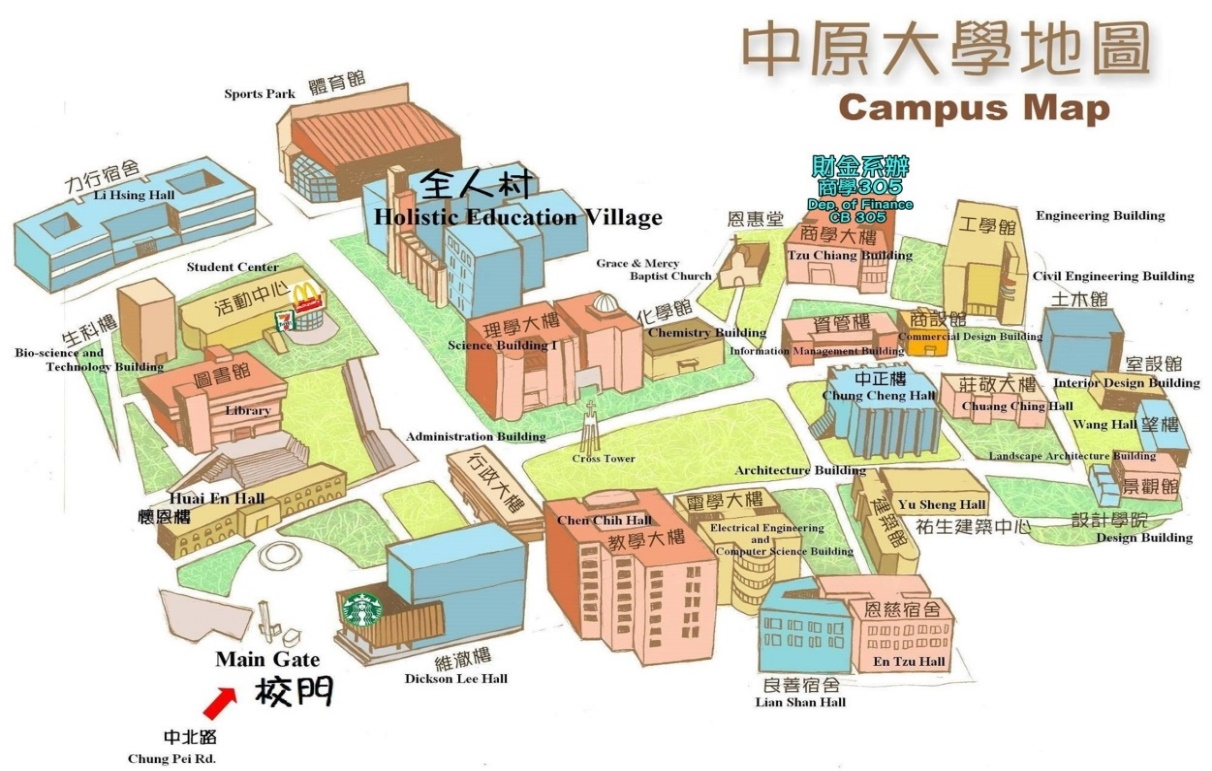 中原大學地圖
Campus Map
體育館
Sports Park
力行宿舍
Li Hsing Hall
全人村
Holistic Education Village
財金系辦
商學305
Dep. of Finance
CB 305
恩惠堂
Grace & Mercy
Baptist Church
商學大樓
Tzu Chiang Building
工學館
Engineering Building
Civil Engineering Building
土木館
Student Center
活動中心
生科樓
Bio-science and
Technology Building
理學大樓
Science Building I
化學館
Chemistry Building
資管樓
Information Management Building
商設館
Commercial Design Building
室設館
Interior Design Building
圖書館
Library
中正樓
Chung Cheng Hall
莊敬大樓
Chuang Ching Hall
Wang Hall 望樓
Landscape Architecture Building
景觀館
Administration Building
行政大樓
Cross Tower
Architecture Building
建築館
Yu Sheng Hall
祐生建築中心
設計學院
Design Building
Huai En Hall
懷恩樓
Chen Chih Hall
教學大樓
電學大樓
Electrical Engineering
and
Computer Science Building
恩慈宿舍
En Tzu Hall
良善宿舍
Lian Shan Hall
維澈樓
Dickson Lee Hall
Main Gate
校門
中北路
Chung Pei Rd.